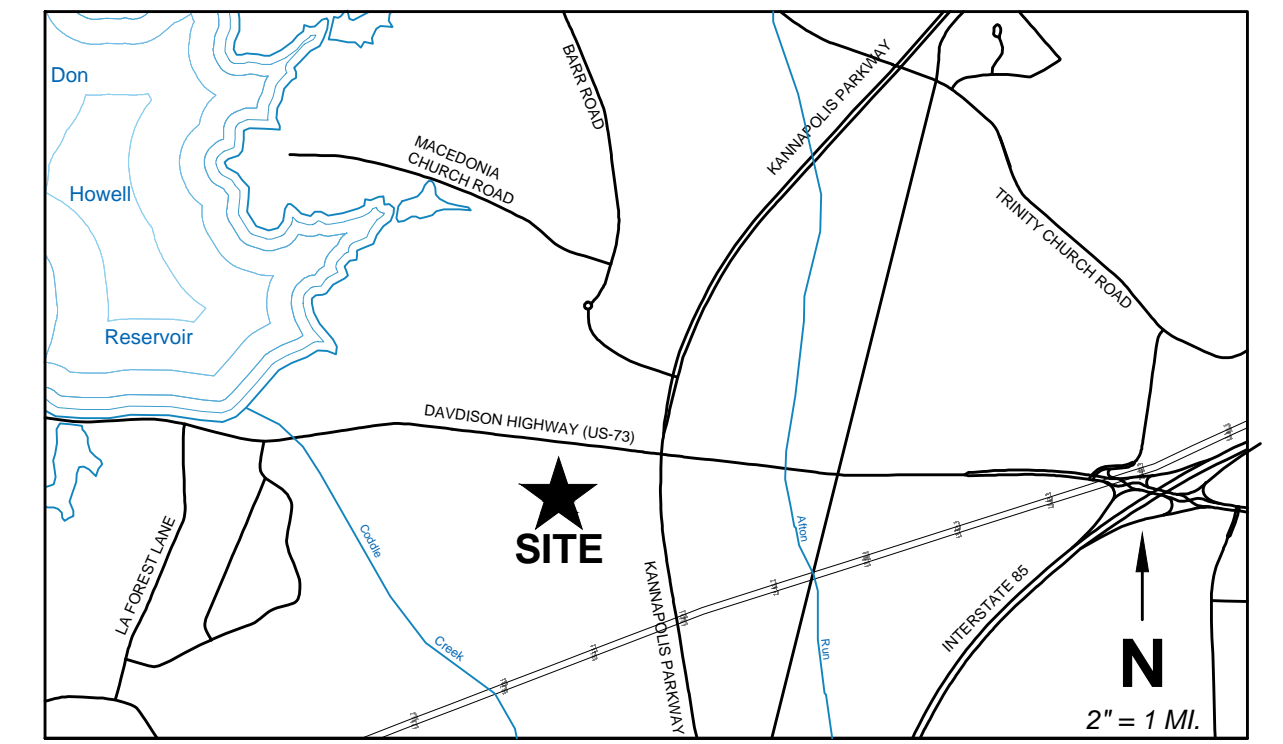 Don
Howell
Reservoir
BARR ROAD
MACEDONIA
CHURCH ROAD
KANNAPOLIS PARKWAY
TRINITY CHURCH ROAD
DAVDISON HIGHWAY (US-73)
SITE
LA FOREST LANE
Coddle
Creek
KANNAPOLIS PARKWAY
Afton
Run
INTERSTATE 85
N
2" = 1 MI.